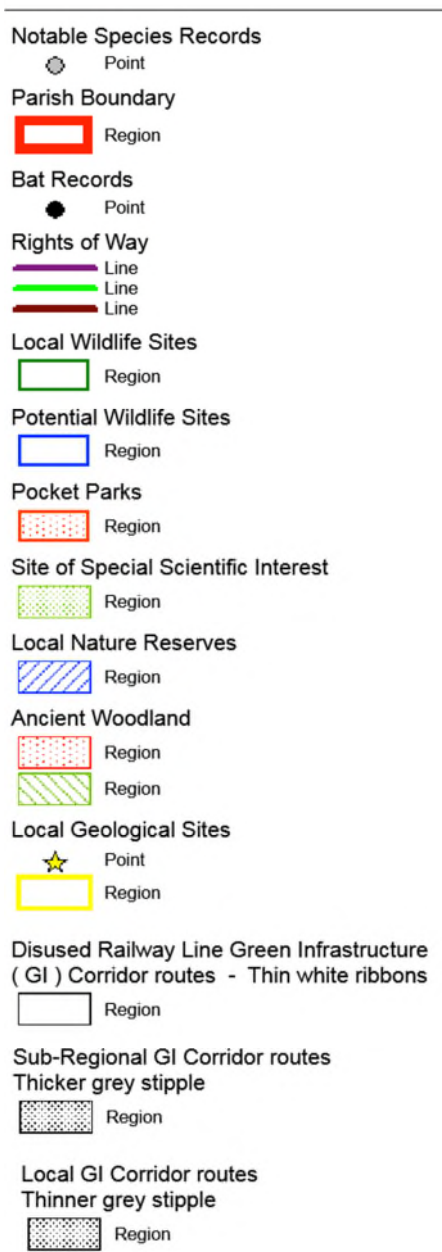 Notable Species Records
Point
Parish Boundary
Region
Bat Records
Point
Rights of Way
Line
Line
Line
Local Wildlife Sites
Region
Potential Wildlife Sites
Region
Pocket Parks
Region
Site of Special Scientific Interest
Region
Local Nature Reserves
Region
Ancient Woodland
Region
Region
Local Geological Sites
Point
Region
Disused Railway Line Green Infrastructure
( GI ) Corridor routes - Thin white ribbons
Region
Sub-Regional GI Corridor routes
Thicker grey stipple
Region
Local GI Corridor routes
Thinner grey stipple
Region